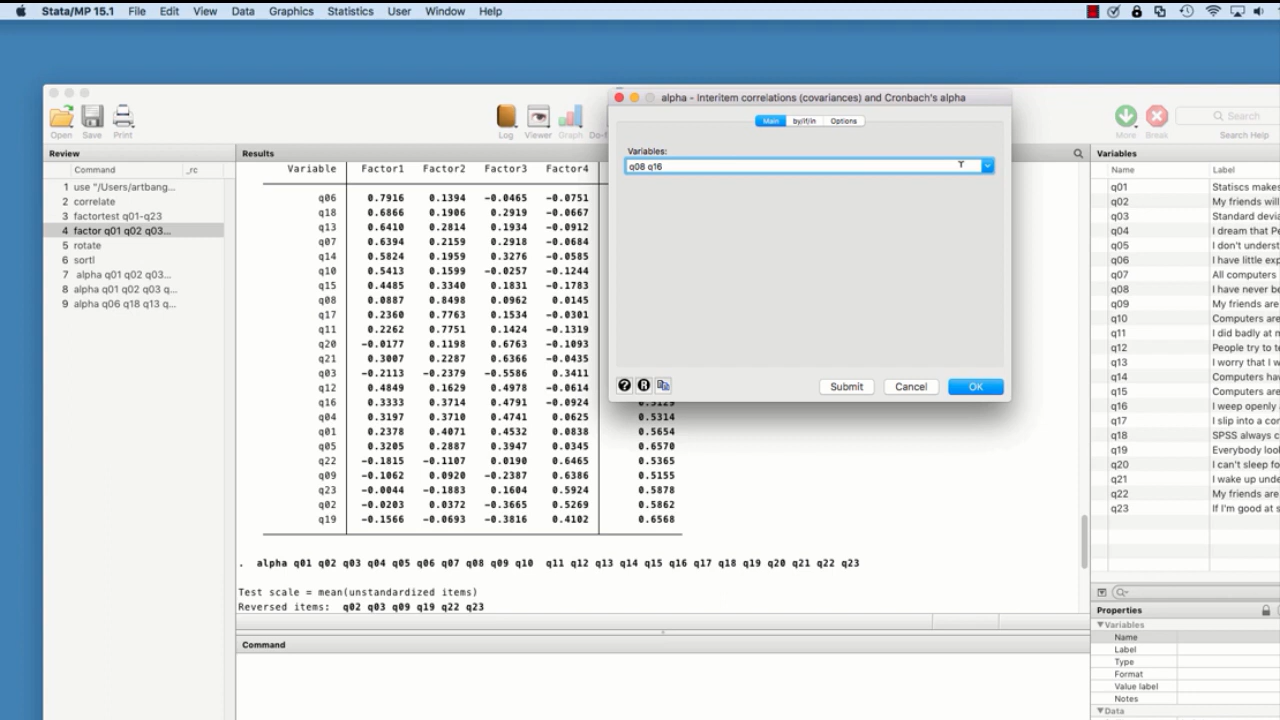 Stata/MP 15.1 File Edit View Data Graphics Statistics User Window Help
alpha - Interitem correlations (covariances) and Cronbach's alpha
Open Save Print Log Viewer Graph More Break Search
Search Help
Main by/if/in Options
Variables:
q08 q16
Submit Cancel OK
Review
Command _rc
1 use "/Users/artbang...
2 correlate
3 factortest q01-q23
4 factor q01 q02 q03...
5 rotate
6 sortl
7 alpha q01 q02 q03...
8 alpha q01 q02 q03 q...
9 alpha q06 q18 q13 q...
Results
Variable Factor1 Factor2 Factor3 Factor4
q06 0.7916 0.1394 -0.0465 -0.0751
q18 0.6866 0.1906 0.2919 -0.0667
q13 0.6410 0.2814 0.1934 -0.0912
q07 0.6394 0.2159 0.2918 -0.0684
q14 0.5824 0.1959 0.3276 -0.0585
q10 0.5413 0.1599 -0.0257 -0.1244
q15 0.4485 0.3340 0.1831 -0.1783
q08 0.0887 0.8498 0.0962 0.0145
q17 0.2360 0.7763 0.1534 -0.0301
q11 0.2262 0.7751 0.1424 -0.1319
q20 -0.0177 0.1198 0.6763 -0.1093
q21 0.3007 0.2287 0.6366 -0.0435
q03 -0.2113 -0.2379 -0.5586 0.3411
q12 0.4849 0.1629 0.4978 -0.0614
q16 0.3333 0.3714 0.4791 -0.0924
q04 0.3197 0.3710 0.4741 0.0625 0.5314
q01 0.2378 0.4071 0.4532 0.0838 0.5654
q05 0.3205 0.2887 0.3947 0.0345 0.6570
q22 -0.1815 -0.1107 0.0190 0.6465 0.5365
q09 -0.1062 0.0920 -0.2387 0.6386 0.5155
q23 -0.0044 -0.1883 0.1604 0.5924 0.5878
q02 -0.0203 0.0372 -0.3665 0.5269 0.5862
q19 -0.1566 -0.0693 -0.3816 0.4102 0.6568
. alpha q01 q02 q03 q04 q05 q06 q07 q08 q09 q10 q11 q12 q13 q14 q15 q16 q17 q18 q19 q20 q21 q22 q23
Test scale = mean(unstandardized items)
Reversed items: q02 q03 q09 q19 q22 q23
Command
Variables
Name Label
q01 Statiscs makes
q02 My friends will
q03 Standard devia
q04 I dream that Pe
q05 I don't underst
q06 I have little exp
q07 All computers
q08 I have never be
q09 My friends are
q10 Computers are
q11 I did badly at m
q12 People try to te
q13 I worry that I w
q14 Computers hav
q15 Computers are
q16 I weep openly
q17 I slip into a cor
q18 SPSS always c
q19 Everybody look
q20 I can't sleep fo
q21 I wake up unde
q22 My friends are
q23 If I'm good at s
Properties
Variables
Name
Label
Type
Format
Value label
Notes
Data